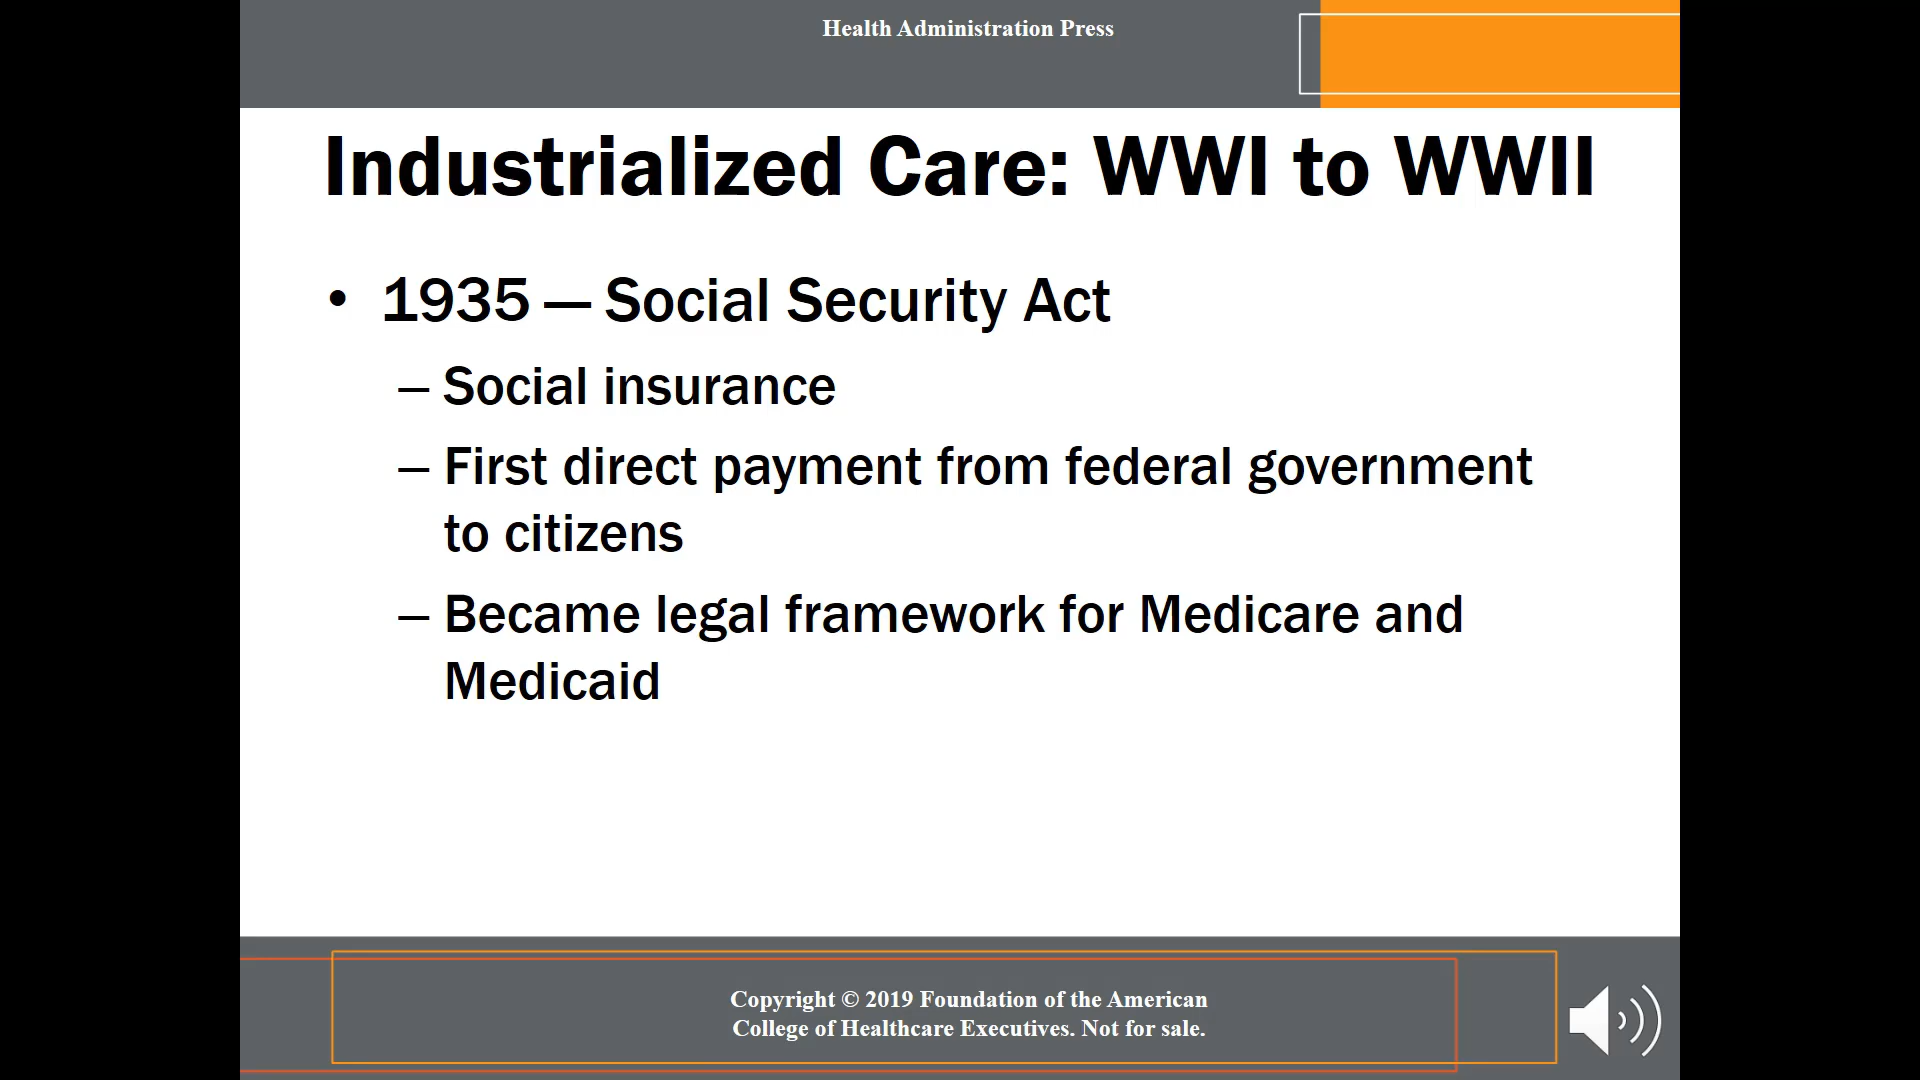 Health Administration Press
Industrialized Care: WWI to WWII
• 1935 — Social Security Act
– Social insurance
– First direct payment from federal government
to citizens
– Became legal framework for Medicare and
Medicaid
Copyright © 2019 Foundation of the American
College of Healthcare Executives. Not for sale.